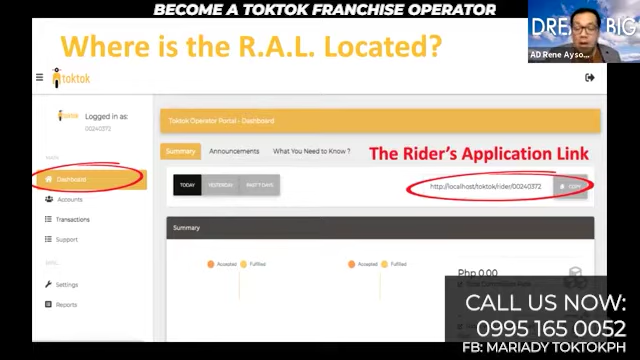 BECOME A TOKTOK FRANCHISE OPERATOR
Where is the R.A.L. Located?
DREAM BIG
AD Rene Ayso...
toktok
Logged in as:
00240372
Toktok Operator Portal - Dashboard
Summary
Announcements
What You Need to Know ?
The Rider's Application Link
Dashboard
TODAY
YESTERDAY
PAST 7 DAYS
http://localhost/toktok/rider/00240372
COPY
Accounts
Transactions
Summary
Support
Accepted
Fulfilled
Accepted
Fulfilled
Php 0.00
Settings
Reports
CALL US NOW:
0995 165 0052
FB: MARIADY TOKTOKPH